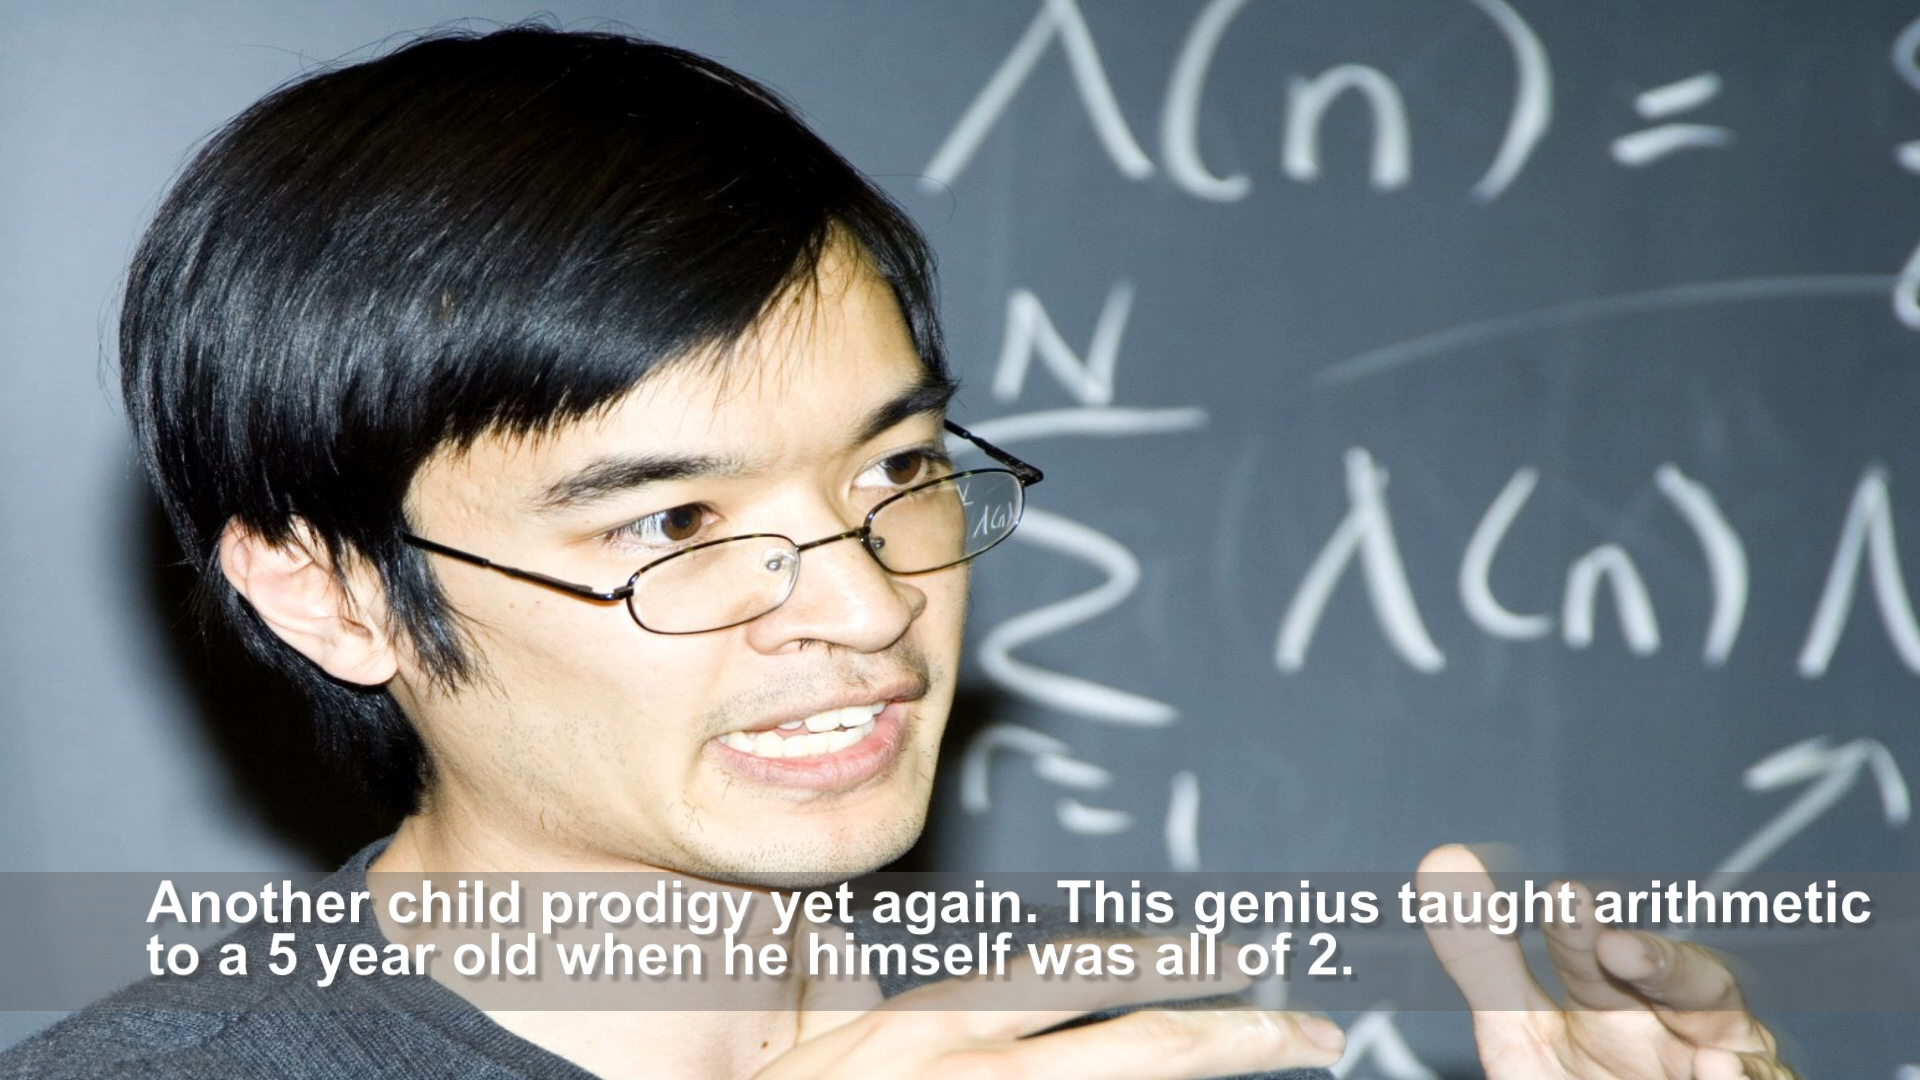 Λ(n) =
N
Σ λ(n) λ
n=1
Another child prodigy yet again. This genius taught arithmetic
to a 5 year old when he himself was all of 2.